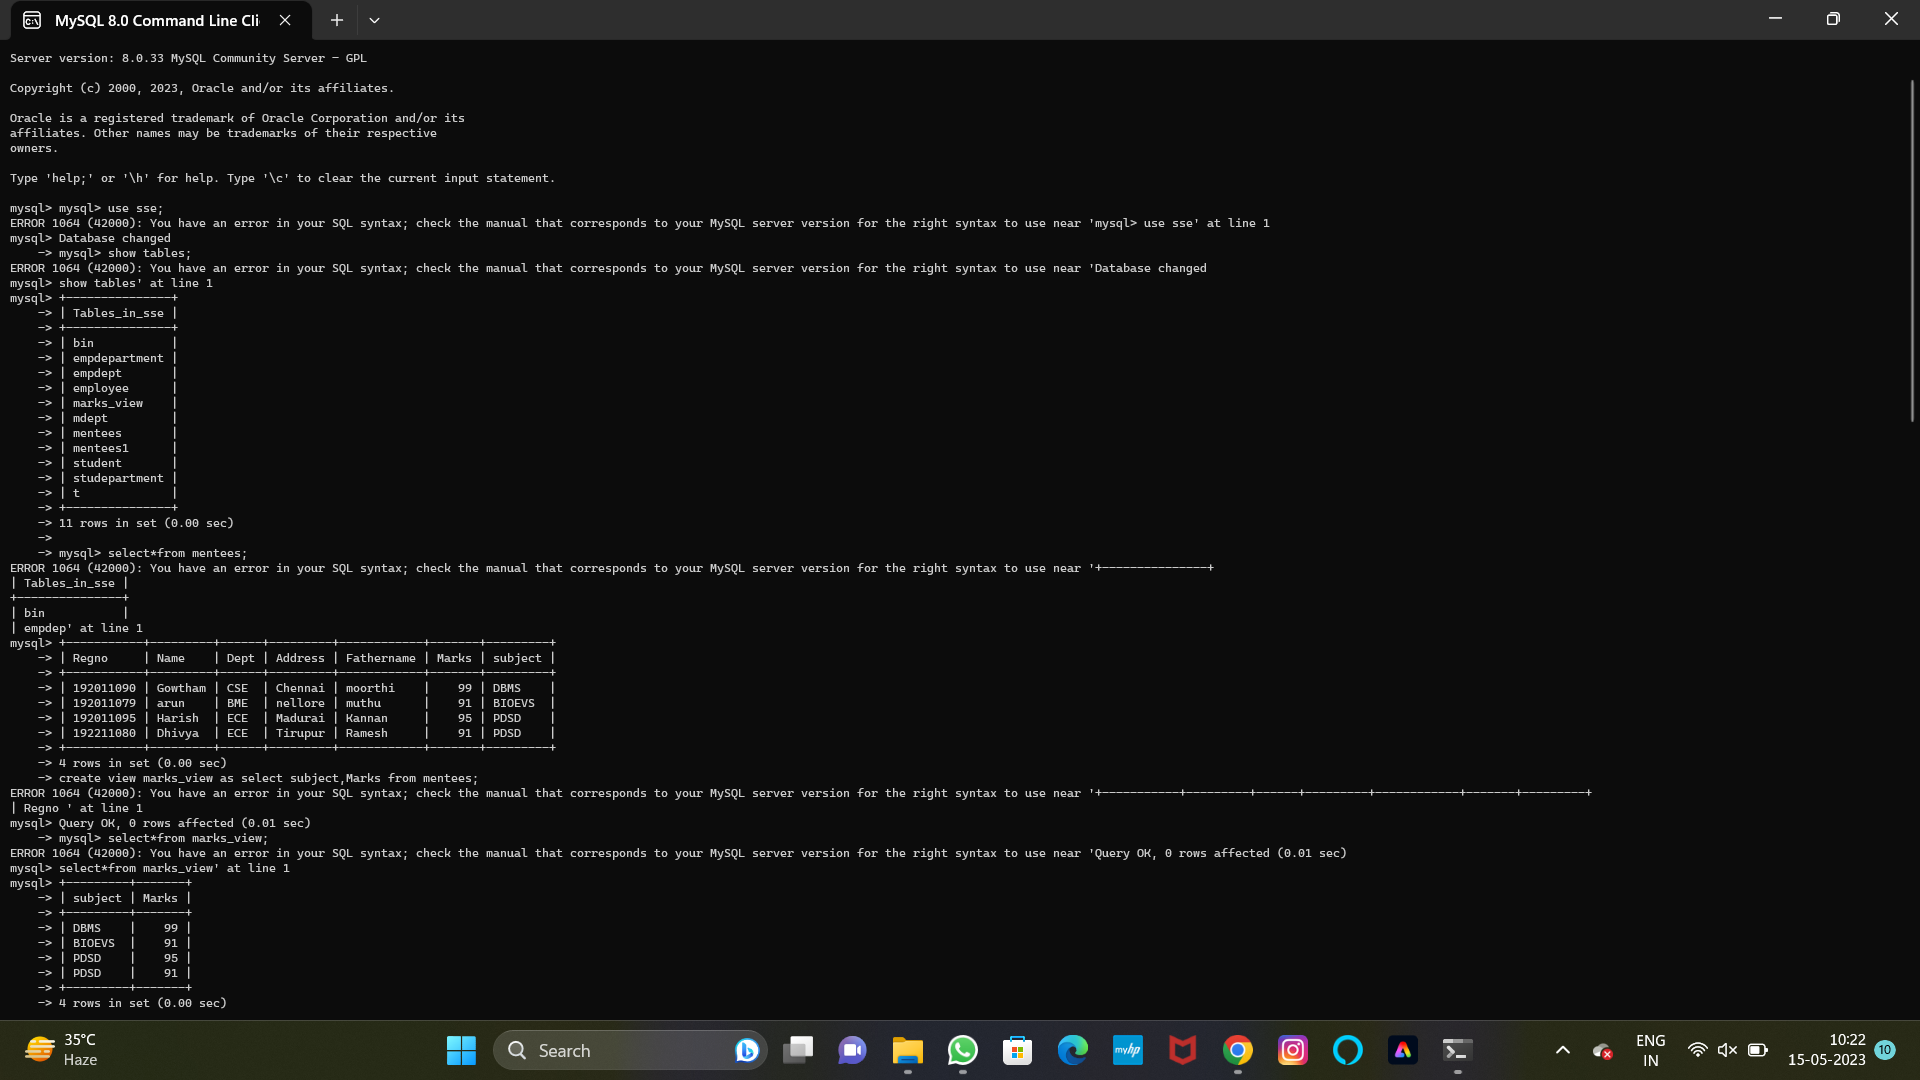 MySQL 8.0 Command Line Cli
Server version: 8.0.33 MySQL Community Server - GPL
Copyright (c) 2000, 2023, Oracle and/or its affiliates.
Oracle is a registered trademark of Oracle Corporation and/or its
affiliates. Other names may be trademarks of their respective
owners.
Type 'help;' or '\h' for help. Type '\c' to clear the current input statement.
mysql> mysql> use sse;
ERROR 1064 (42000): You have an error in your SQL syntax; check the manual that corresponds to your MySQL server version for the right syntax to use near 'mysql> use sse' at line 1
mysql> Database changed
    -> mysql> show tables;
ERROR 1064 (42000): You have an error in your SQL syntax; check the manual that corresponds to your MySQL server version for the right syntax to use near 'Database changed
mysql> show tables' at line 1
mysql> +---------------+
    -> | Tables_in_sse |
    -> +---------------+
    -> | bin           |
    -> | empdepartment |
    -> | empdept       |
    -> | employee      |
    -> | marks_view    |
    -> | mdept         |
    -> | mentees       |
    -> | mentees1      |
    -> | student       |
    -> | studepartment |
    -> | t             |
    -> +---------------+
    -> 11 rows in set (0.00 sec)
    ->
    -> mysql> select*from mentees;
ERROR 1064 (42000): You have an error in your SQL syntax; check the manual that corresponds to your MySQL server version for the right syntax to use near '+---------------+
| Tables_in_sse |
+---------------+
| bin           |
| empdep' at line 1
mysql> +-----------+---------+------+---------+------------+-------+---------+
    -> | Regno     | Name    | Dept | Address | Fathername | Marks | subject |
    -> +-----------+---------+------+---------+------------+-------+---------+
    -> | 192011090 | Gowtham | CSE  | Chennai | moorthi    |    99 | DBMS    |
    -> | 192011079 | arun    | BME  | nellore | muthu      |    91 | BIOEVS  |
    -> | 192011095 | Harish  | ECE  | Madurai | Kannan     |    95 | PDSD    |
    -> | 192211080 | Dhivya  | ECE  | Tirupur | Ramesh     |    91 | PDSD    |
    -> +-----------+---------+------+---------+------------+-------+---------+
    -> 4 rows in set (0.00 sec)
    -> create view marks_view as select subject,Marks from mentees;
ERROR 1064 (42000): You have an error in your SQL syntax; check the manual that corresponds to your MySQL server version for the right syntax to use near '+-----------+---------+------+---------+------------+-------+---------+
| Regno ' at line 1
mysql> Query OK, 0 rows affected (0.01 sec)
    -> mysql> select*from marks_view;
ERROR 1064 (42000): You have an error in your SQL syntax; check the manual that corresponds to your MySQL server version for the right syntax to use near 'Query OK, 0 rows affected (0.01 sec)
mysql> select*from marks_view' at line 1
mysql> +---------+-------+
    -> | subject | Marks |
    -> +---------+-------+
    -> | DBMS    |    99 |
    -> | BIOEVS  |    91 |
    -> | PDSD    |    95 |
    -> | PDSD    |    91 |
    -> +---------+-------+
    -> 4 rows in set (0.00 sec)
35°C
Haze
Search
myhp
ENG
IN
10:22
15-05-2023
10